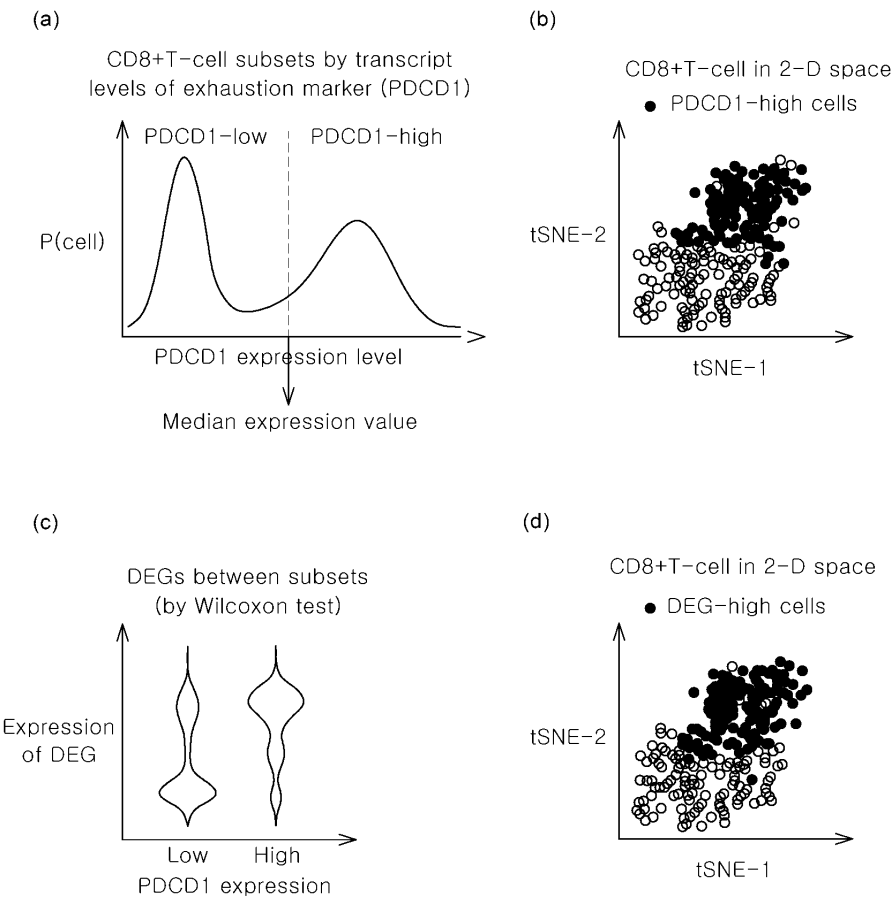 (a)
CD8+T-cell subsets by transcript
levels of exhaustion marker (PDCD1)
PDCD1-low
PDCD1-high
P(cell)
PDCD1 expression level
Median expression value
(b)
CD8+T-cell in 2-D space
PDCD1-high cells
tSNE-2
tSNE-1
(c)
DEGs between subsets
(by Wilcoxon test)
Expression
of DEG
Low
High
PDCD1 expression
(d)
CD8+T-cell in 2-D space
DEG-high cells
tSNE-2
tSNE-1